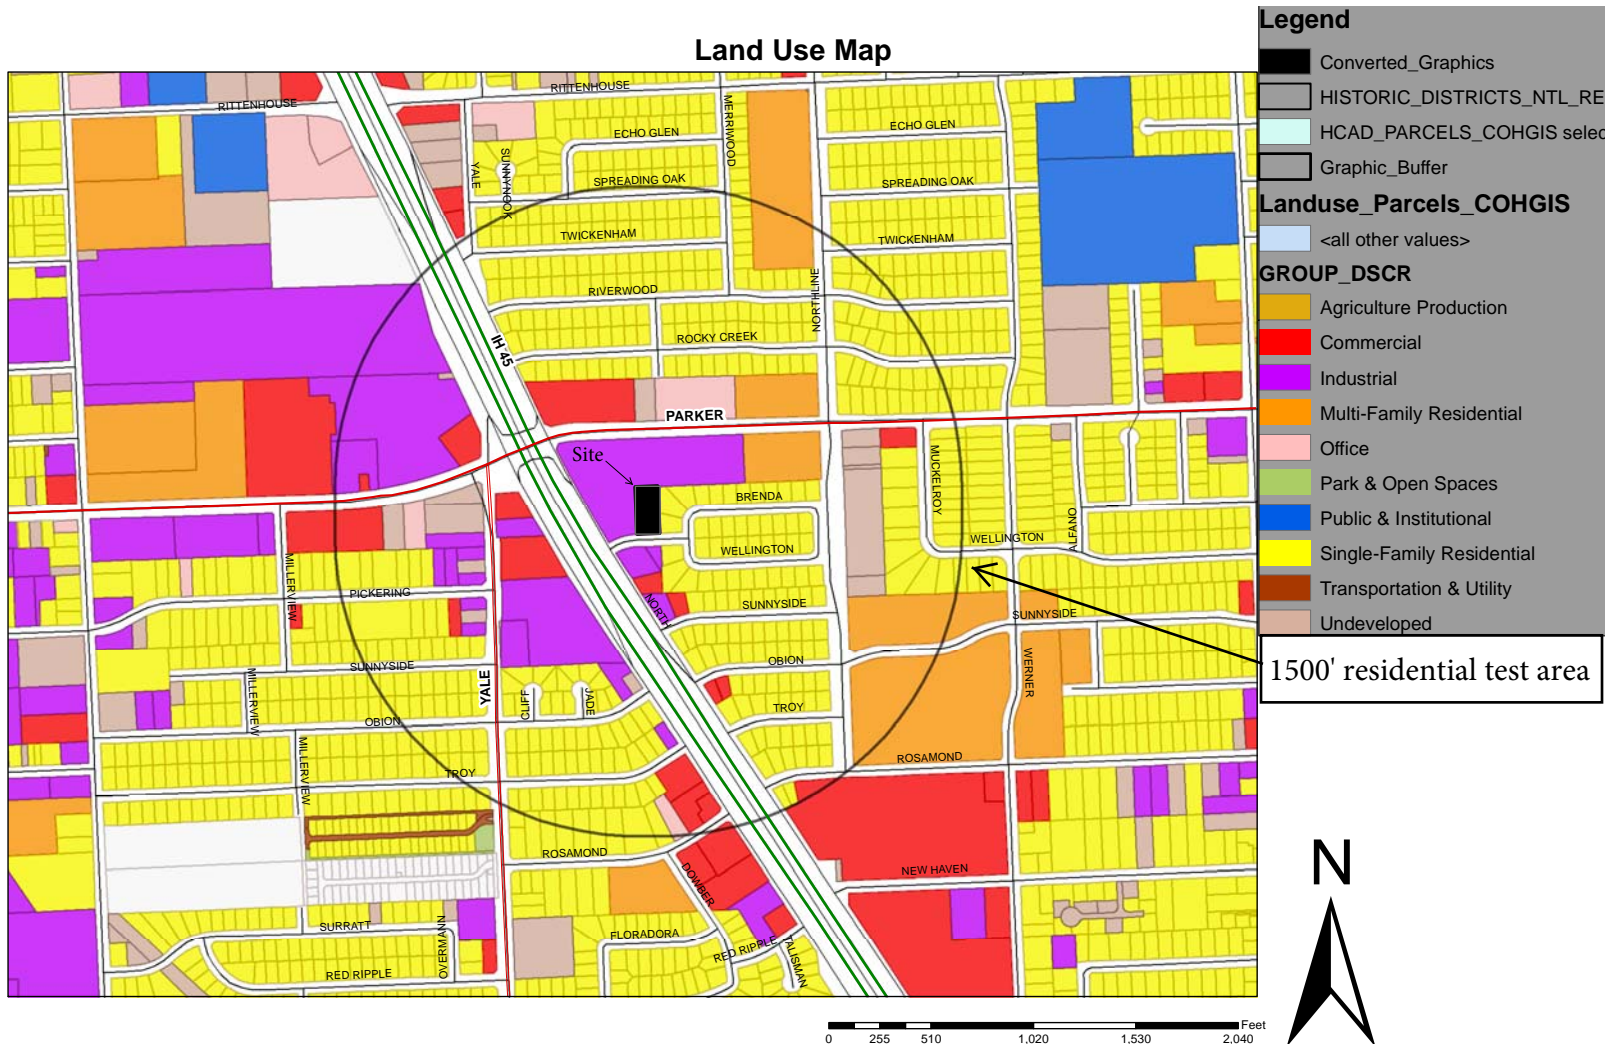 Land Use Map
Legend
Converted_Graphics
HISTORIC_DISTRICTS_NTL_RE
HCAD_PARCELS_COHGIS selec
Graphic_Buffer
Landuse_Parcels_COHGIS
<all other values>
GROUP_DSCR
Agriculture Production
Commercial
Industrial
Multi-Family Residential
Office
Park & Open Spaces
Public & Institutional
Single-Family Residential
Transportation & Utility
Undeveloped
1500' residential test area
RITTENHOUSE
RITTENHOUSE
ECHO GLEN
ECHO GLEN
MERRIWOOD
YALE
SUNNYNOOK
SPREADING OAK
SPREADING OAK
TWICKENHAM
TWICKENHAM
RIVERWOOD
NORTHLINE
ROCKY CREEK
IH 45
PARKER
Site
BRENDA
MUCKELROY
WELLINGTON
WELLINGTON
ALFANO
MILLERVIEW
PICKERING
NORTH
SUNNYSIDE
SUNNYSIDE
SUNNYSIDE
OBION
WERNER
MILLERVIEW
YALE
CLIFF
JADE
OBION
TROY
MILLERVIEW
TROY
ROSAMOND
ROSAMOND
DOWBER
NEW HAVEN
SURRATT
OVERMANN
FLORADORA
RED RIPPLE
TALISMAN
RED RIPPLE
N
Feet
0 255 510 1,020 1,530 2,040